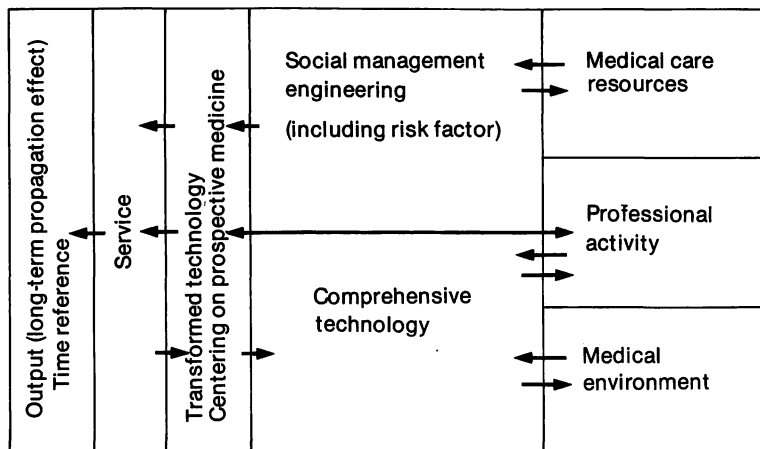 Output (long-term propagation effect)
Time reference
Service
Transformed technology
Centering on prospective medicine
Social management
engineering
(including risk factor)
Comprehensive
technology
Medical care
resources
Professional
activity
Medical
environment